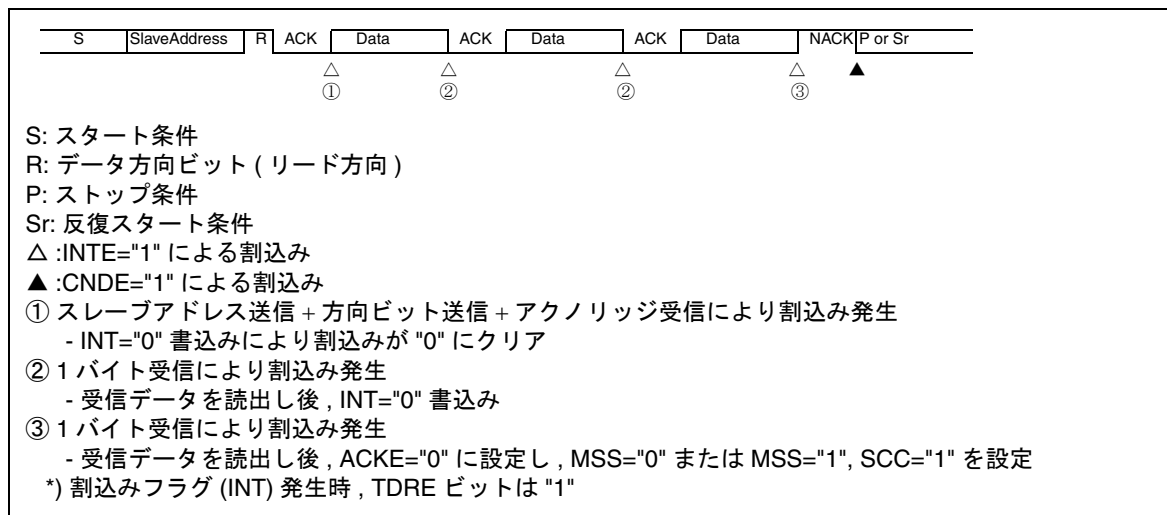 S SlaveAddress R ACK Data ACK Data ACK Data NACK P or Sr
△ △ △ △ ▲
① ② ② ③
S: スタート条件
R: データ方向ビット ( リード方向 )
P: ストップ条件
Sr: 反復スタート条件
△ :INTE="1" による割込み
▲ :CNDE="1" による割込み
① スレーブアドレス送信 + 方向ビット送信 + アクノリッジ受信により割込み発生
- INT="0" 書込みにより割込みが "0" にクリア
② 1 バイト受信により割込み発生
- 受信データを読出し後 , INT="0" 書込み
③ 1 バイト受信により割込み発生
- 受信データを読出し後 , ACKE="0" に設定し , MSS="0" または MSS="1", SCC="1" を設定
*) 割込みフラグ (INT) 発生時 , TDRE ビットは "1"